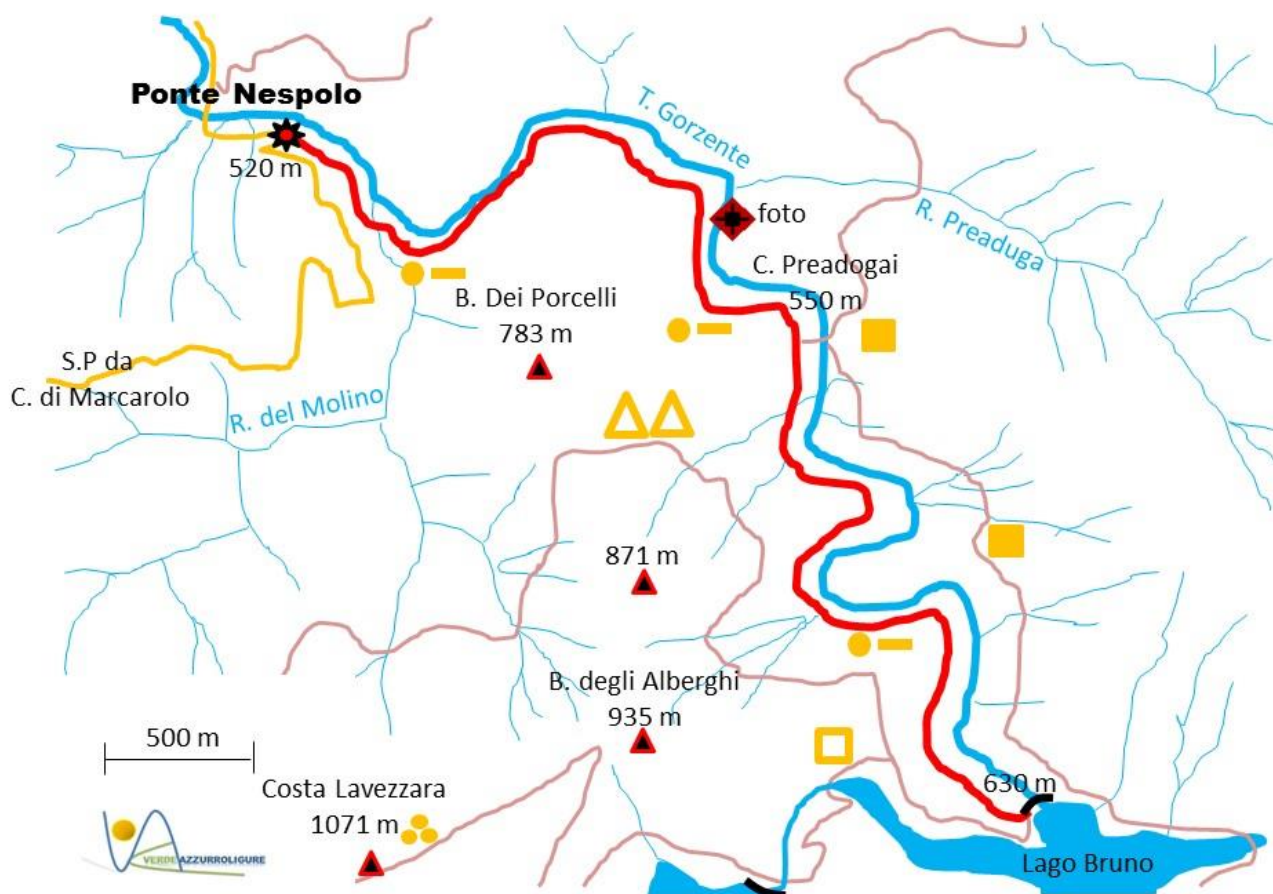 Ponte Nespolo
520 m
T. Gorzente
foto
R. Preaduga
C. Preadogai
550 m
B. Dei Porcelli
783 m
S.P da
C. di Marcarolo
R. del Molino
871 m
B. degli Alberghi
935 m
500 m
630 m
Costa Lavezzara
1071 m
VERDEAZZURROLIGURE
Lago Bruno